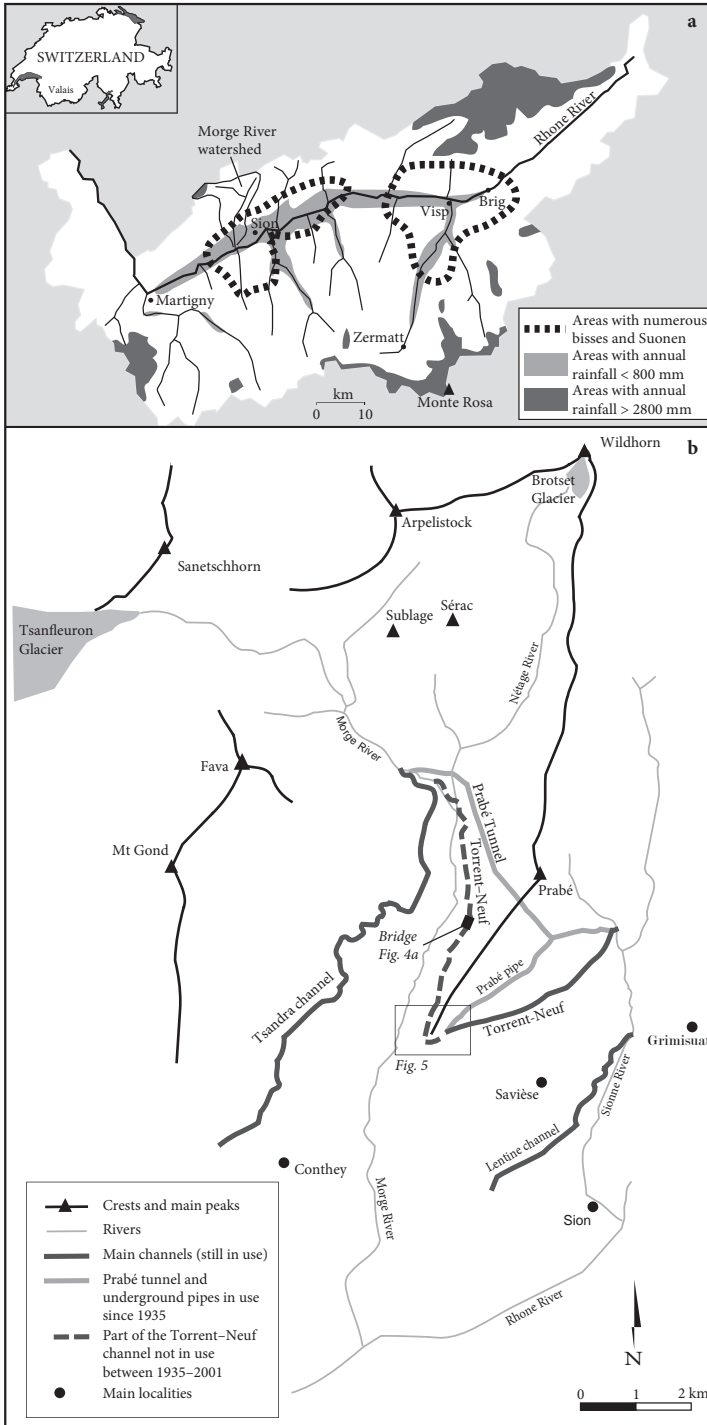 a
SWITZERLAND
Valais
Morge River
watershed
Rhone River
Sion
Visp
Brig
Martigny
Zermatt
Monte Rosa
km
0 10
Areas with numerous
bisses and Suonen
Areas with annual
rainfall < 800 mm
Areas with annual
rainfall > 2800 mm
b
Wildhorn
Brotset
Glacier
Arpelistock
Sanetschhorn
Sublage
Sérac
Tsanfleuron
Glacier
Nétage River
Morge River
Fava
Prabé Tunnel
Torrent–Neuf
Mt Gond
Prabé
Bridge
Fig. 4a
Prabé pipe
Tsandra channel
Torrent-Neuf
Grimisuat
Fig. 5
Savièse
Sionne River
Lentine channel
Conthey
Morge River
Sion
Rhone River
Crests and main peaks
Rivers
Main channels (still in use)
Prabé tunnel and
underground pipes in use
since 1935
Part of the Torrent–Neuf
channel not in use
between 1935–2001
Main localities
N
0 1 2 km